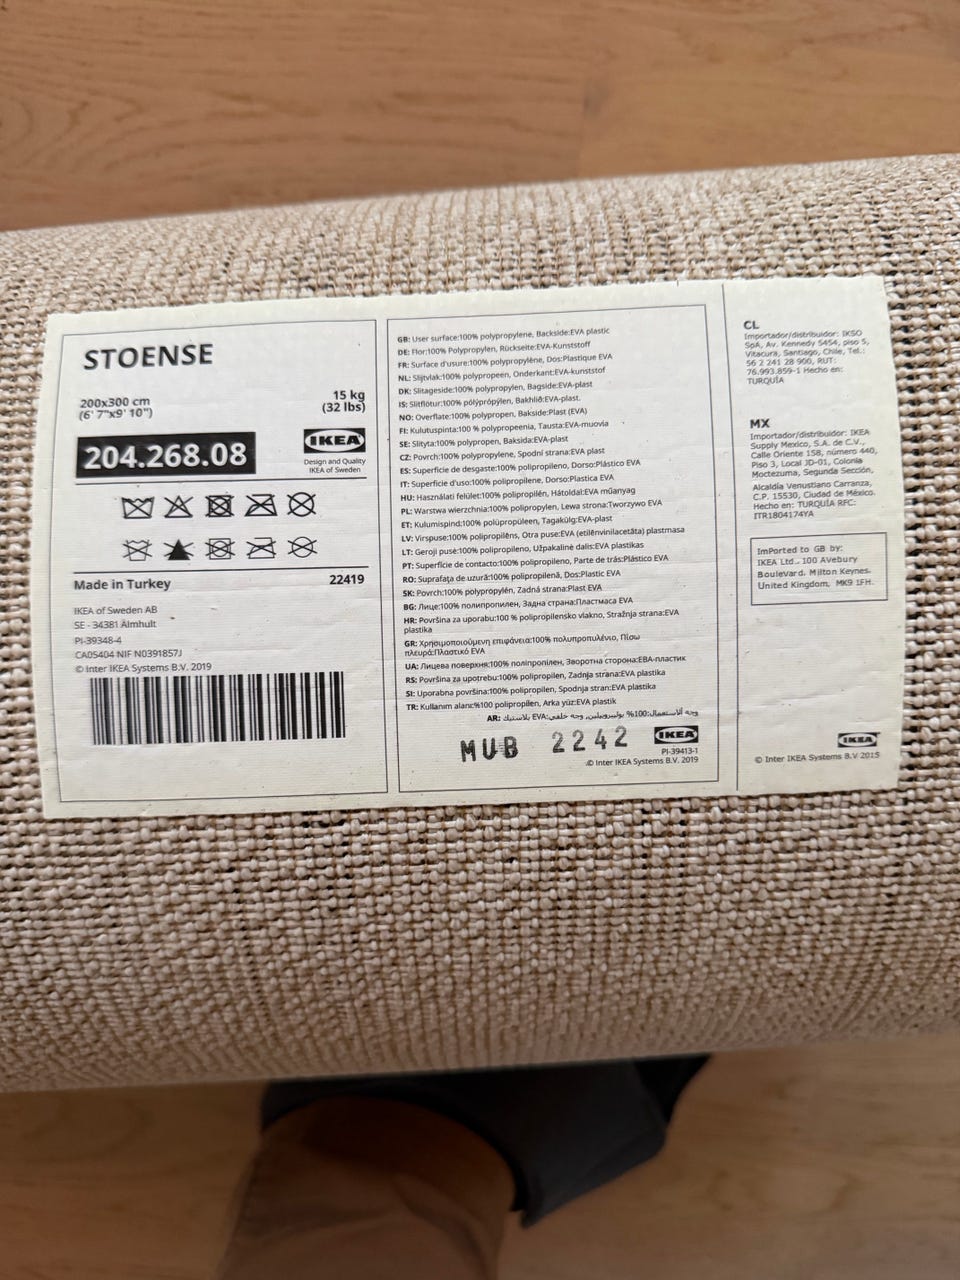 STOENSE
200x300 cm
(6' 7"x9' 10")
15 kg
(32 lbs)
204.268.08
IKEA
Design and Quality
IKEA of Sweden
Made in Turkey
22419
IKEA of Sweden AB
SE - 34381 Älmhult
PI-39348-4
CA05404 NIF N0391857J
© Inter IKEA Systems B.V. 2019
GB: User surface:100% polypropylene, Backside:EVA plastic
DE: Flor:100% Polypropylen, Rückseite:EVA-Kunststoff
FR: Surface d'usure:100% polypropylène, Dos:Plastique EVA
NL: Slijtvlak:100% polypropeen, Onderkant:EVA-kunststof
DK: Slitageside:100% polypropylen, Bagside:EVA-plast
IS: Slitflötur:100% pólýprópýlen, Bakhlið:EVA-plast.
NO: Overflate:100% polypropen, Bakside:Plast (EVA)
FI: Kulutuspinta:100 % polypropeenia, Tausta:EVA-muovia
SE: Slityta:100% polypropen, Baksida:EVA-plast
CZ: Povrch:100% polypropylen, Spodní strana:EVA plast
ES: Superficie de desgaste:100% polipropileno, Dorso:Plástico EVA
IT: Superficie d'uso:100% polipropilene, Dorso:Plastica EVA
HU: Használati felület:100% polipropilén, Hátoldal:EVA műanyag
PL: Warstwa wierzchnia:100% polipropylen, Lewa strona:Tworzywo EVA
ET: Kulumispind:100% polüpropüleen, Tagakülg:EVA-plast
LV: Virspuse:100% polipropilēns, Otra puse:EVA (etilēnvinilacetāta) plastmasa
LT: Geroji pusė:100% polipropileno, Užpakalinė dalis:EVA plastikas
PT: Superfície de contacto:100% polipropileno, Parte de trás:Plástico EVA
RO: Suprafața de uzură:100% polipropilenă, Dos:Plastic EVA
SK: Povrch:100% polypropylén, Zadná strana:Plast EVA
BG: Лице:100% полипропилен, Задна страна:Пластмаса EVA
HR: Površina za uporabu:100 % polipropilensko vlakno, Stražnja strana:EVA
plastika
GR: Χρησιμοποιούμενη επιφάνεια:100% πολυπροπυλένιο, Πίσω
πλευρά:Πλαστικό EVA
UA: Лицева поверхня:100% поліпропілен, Зворотна сторона:ЕВА-пластик
RS: Površina za upotrebu:100% polipropilen, Zadnja strana:EVA plastika
SI: Uporabna površina:100% polipropilen, Spodnja stran:EVA plastika
TR: Kullanım alanı:%100 polipropilen, Arka yüz:EVA plastik
AR: وجه الاستعمال:100% بوليبروبيلين, وجه خلفي:EVA بلاستيك
MUB 2242
IKEA
PI-39413-1
© Inter IKEA Systems B.V. 2019
CL
Importador/distribuidor: IKSO
SpA, Av. Kennedy 5454, piso 5,
Vitacura, Santiago, Chile, Tel.:
56 2 241 28 900, RUT:
76.993.859-1 Hecho en:
TURQUÍA
MX
Importador/distribuidor: IKEA
Supply Mexico, S.A. de C.V.,
Calle Oriente 158, número 440,
Piso 3, Local JD-01, Colonia
Moctezuma, Segunda Sección,
Alcaldía Venustiano Carranza,
C.P. 15530, Ciudad de México.
Hecho en: TURQUÍA RFC:
ITR1804174YA
ImPorted to GB by:
IKEA Ltd.. 100 Avebury
Boulevard. Milton Keynes.
United Kingdom, MK9 1FH.
IKEA
© Inter IKEA Systems B.V 2015